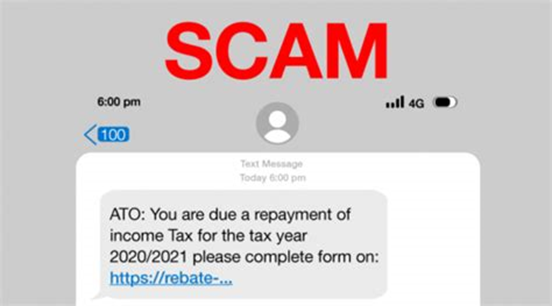 SCAM
6:00 pm
4G
100
Text Message
Today 6:00 pm
ATO: You are due a repayment of
income Tax for the tax year
2020/2021 please complete form on:
https://rebate-...